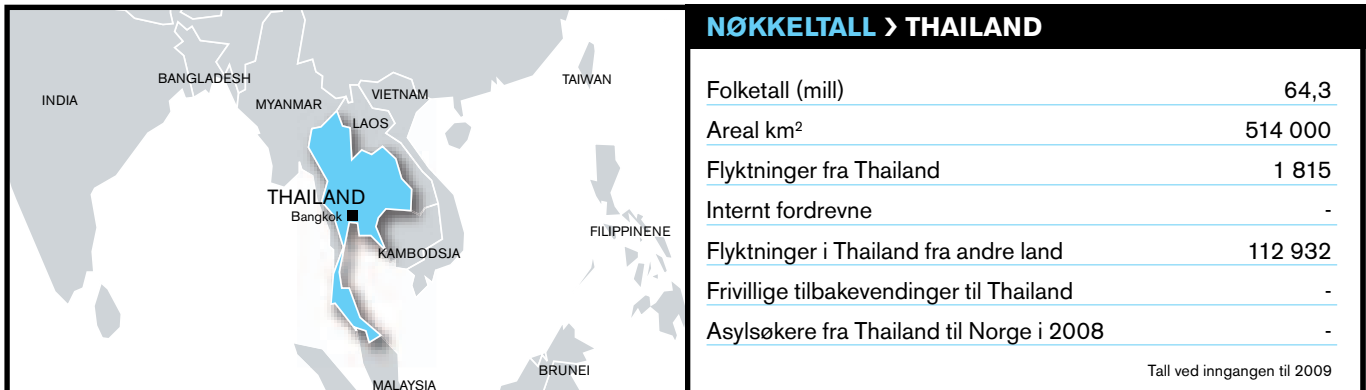 INDIA
BANGLADESH
MYANMAR
VIETNAM
LAOS
TAIWAN
THAILAND
Bangkok
KAMBODSJA
FILIPPINENE
BRUNEI
MALAYSIA
NØKKELTALL › THAILAND
Folketall (mill) 64,3
Areal km² 514 000
Flyktninger fra Thailand 1 815
Internt fordrevne -
Flyktninger i Thailand fra andre land 112 932
Frivillige tilbakevendinger til Thailand -
Asylsøkere fra Thailand til Norge i 2008 -
Tall ved inngangen til 2009